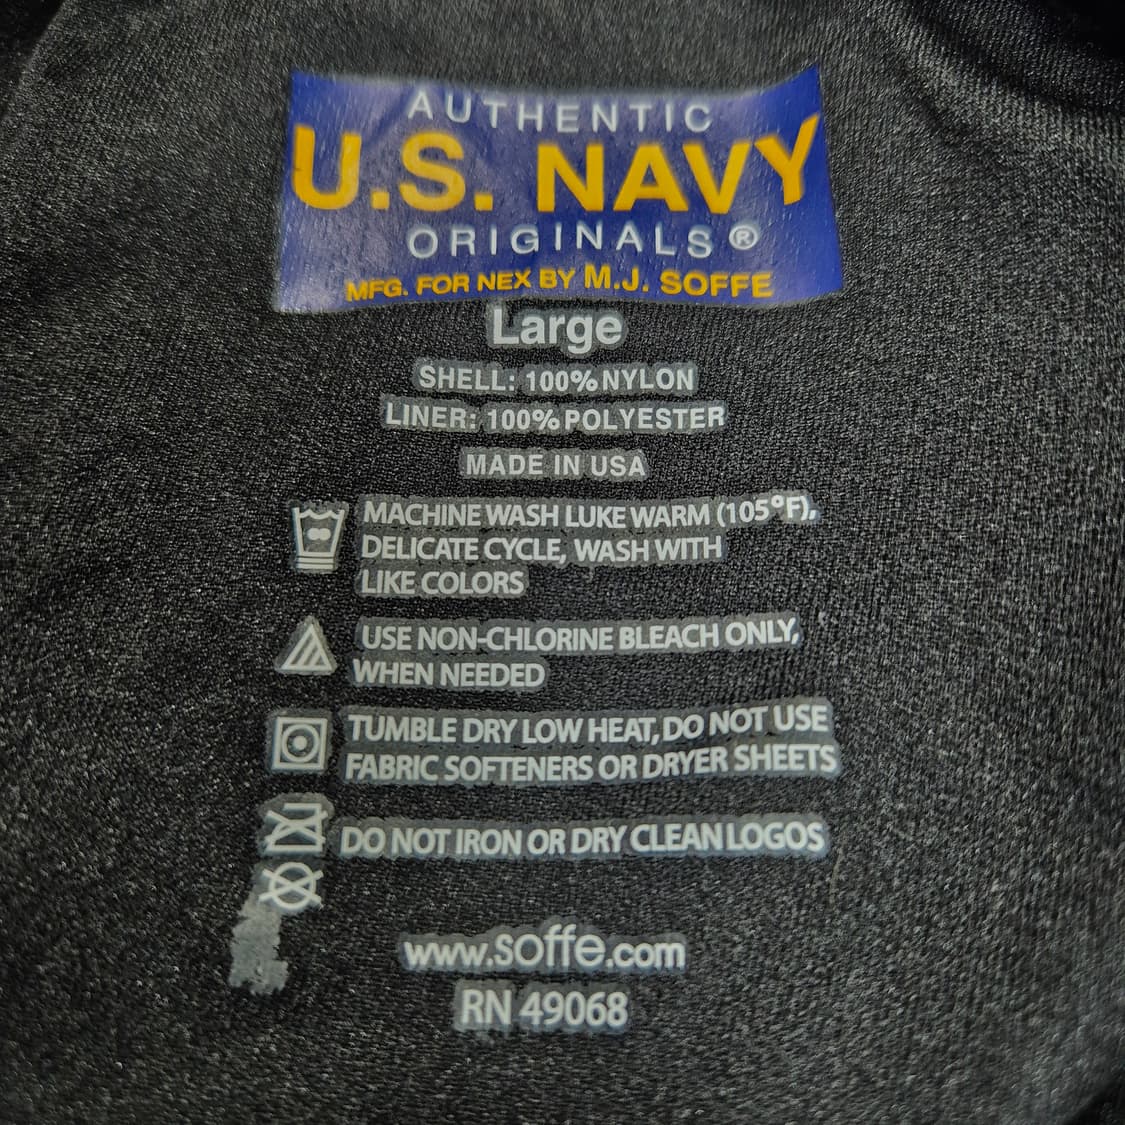 AUTHENTIC
U.S. NAVY
ORIGINALS®
MFG. FOR NEX BY M.J. SOFFE
Large
SHELL: 100% NYLON
LINER: 100% POLYESTER
MADE IN USA
MACHINE WASH LUKE WARM (105°F),
DELICATE CYCLE, WASH WITH
LIKE COLORS
USE NON-CHLORINE BLEACH ONLY,
WHEN NEEDED
TUMBLE DRY LOW HEAT, DO NOT USE
FABRIC SOFTENERS OR DRYER SHEETS
DO NOT IRON OR DRY CLEAN LOGOS
www.soffe.com
RN 49068